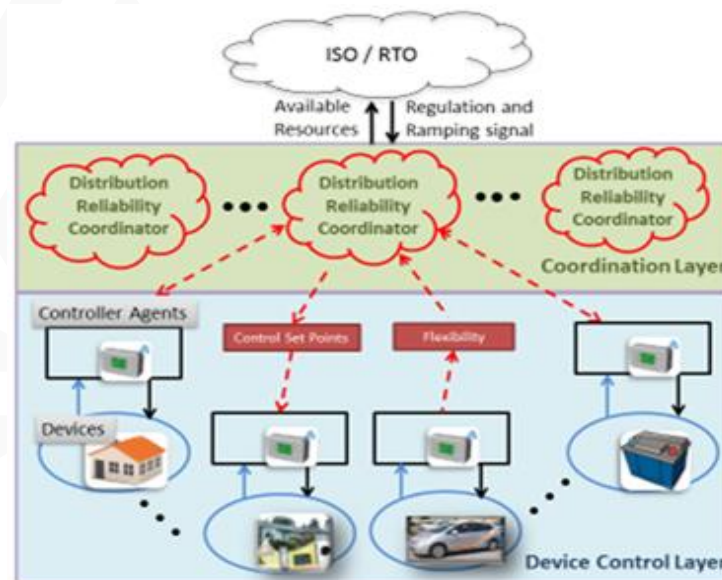 ISO / RTO
Available
Resources
Regulation and
Ramping signal
Distribution
Reliability
Coordinator
Distribution
Reliability
Coordinator
Distribution
Reliability
Coordinator
Coordination Layer
Controller Agents
Control Set Points
Flexibility
Devices
Device Control Layer